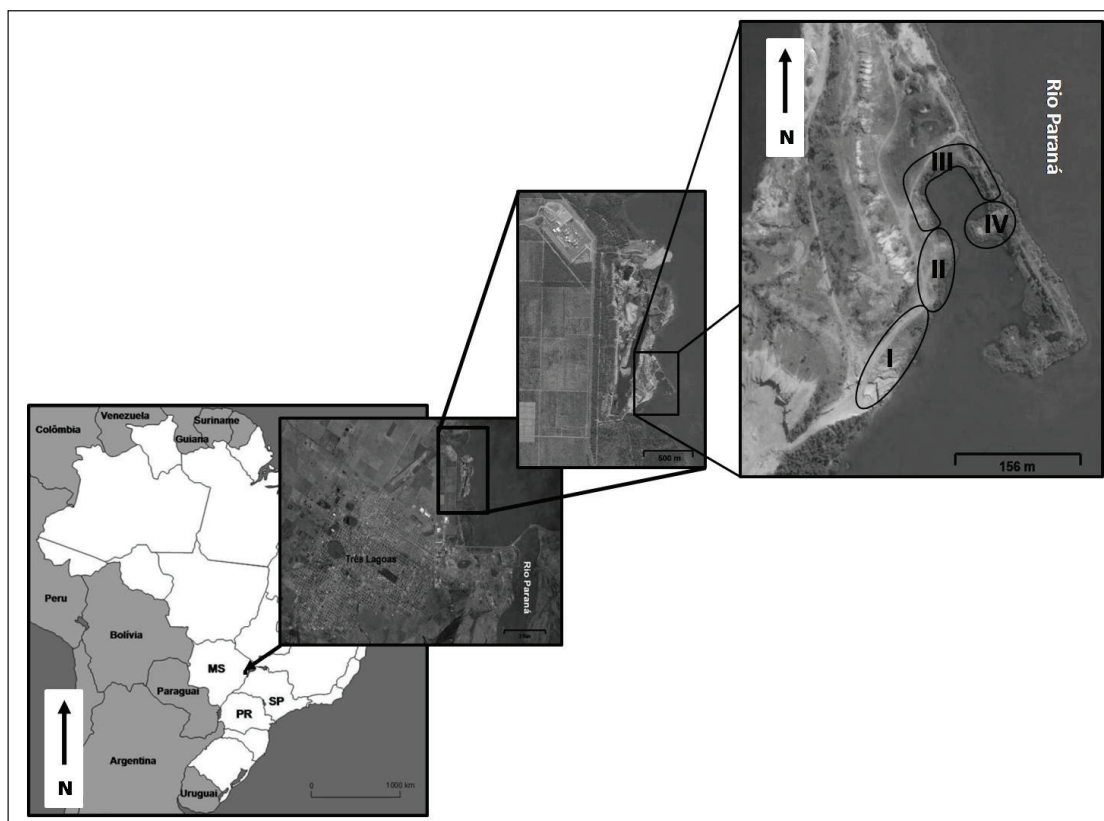 Rio Paraná
N
III
IV
II
I
156 m
500 m
Três Lagoas
Rio Paraná
Colômbia
Venezuela
Suriname
Guiana
Peru
Bolívia
MS
Paraguai
SP
PR
Argentina
Uruguai
N
0 1000 km